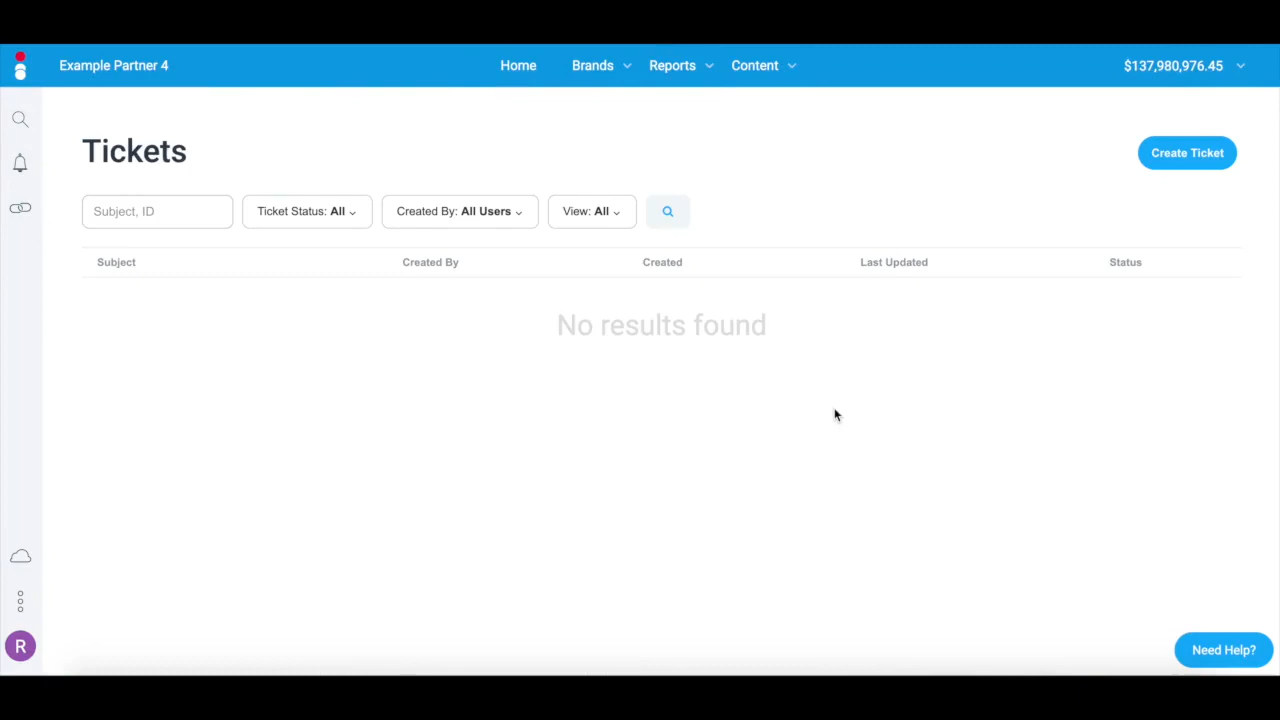 Example Partner 4
Home Brands Reports Content
$137,980,976.45
Tickets
Create Ticket
Subject, ID
Ticket Status: All
Created By: All Users
View: All
Subject Created By Created Last Updated Status
No results found
R
Need Help?